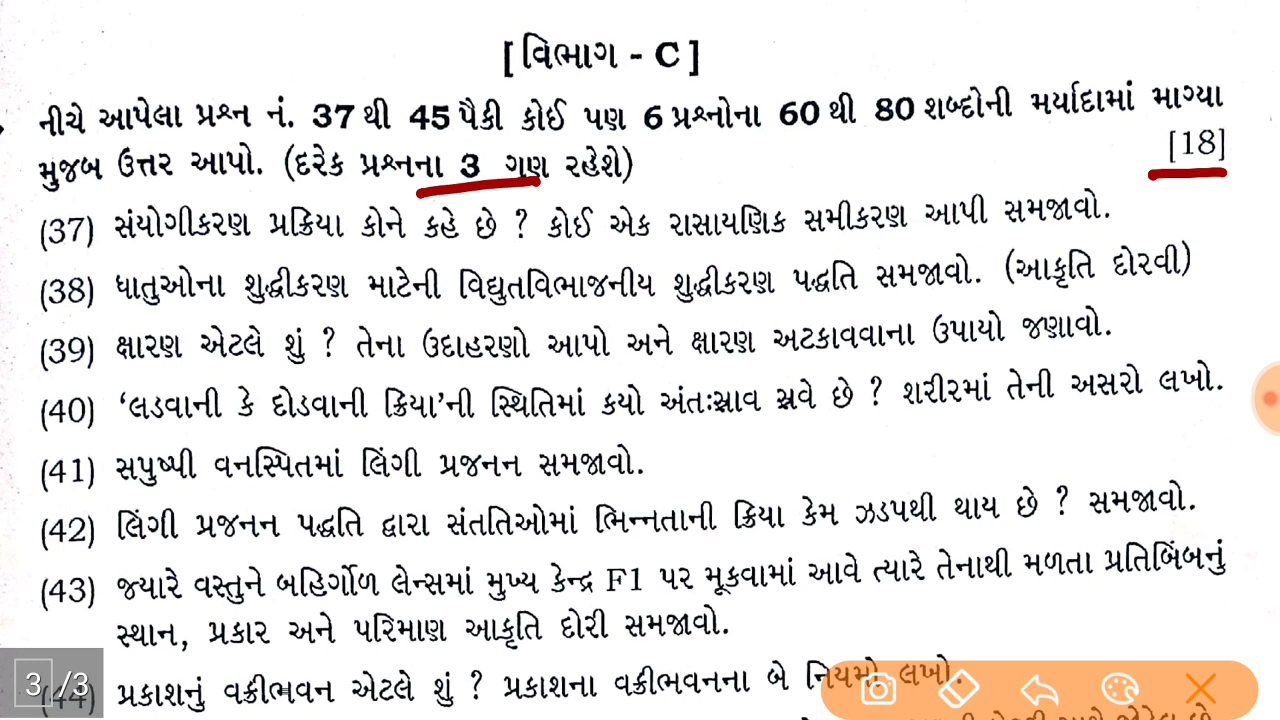 [ વિભાગ - C ]
નીચે આપેલા પ્રશ્ન નં. 37 થી 45 પૈકી કોઈ પણ 6 પ્રશ્નોના 60 થી 80 શબ્દોની મર્યાદામાં માગ્યા
મુજબ ઉત્તર આપો. (દરેક પ્રશ્નના 3 ગુણ રહેશે) [18]
(37) સંયોગીકરણ પ્રક્રિયા કોને કહે છે ? કોઈ એક રાસાયણિક સમીકરણ આપી સમજાવો.
(38) ધાતુઓના શુદ્ધીકરણ માટેની વિદ્યુતવિભાજનીય શુદ્ધીકરણ પદ્ધતિ સમજાવો. (આકૃતિ દોરવી)
(39) ક્ષારણ એટલે શું ? તેના ઉદાહરણો આપો અને ક્ષારણ અટકાવવાના ઉપાયો જણાવો.
(40) ‘લડવાની કે દોડવાની ક્રિયા’ની સ્થિતિમાં કયો અંતઃસ્રાવ સ્રવે છે ? શરીરમાં તેની અસરો લખો.
(41) સપુષ્પી વનસ્પિતમાં લિંગી પ્રજનન સમજાવો.
(42) લિંગી પ્રજનન પદ્ધતિ દ્વારા સંતતિઓમાં ભિન્નતાની ક્રિયા કેમ ઝડપથી થાય છે ? સમજાવો.
(43) જ્યારે વસ્તુને બહિર્ગોળ લેન્સમાં મુખ્ય કેન્દ્ર F1 પર મૂકવામાં આવે ત્યારે તેનાથી મળતા પ્રતિબિંબનું
સ્થાન, પ્રકાર અને પરિમાણ આકૃતિ દોરી સમજાવો.
(44) પ્રકાશનું વક્રીભવન એટલે શું ? પ્રકાશના વક્રીભવનના બે નિયમો લખો.
3 /3